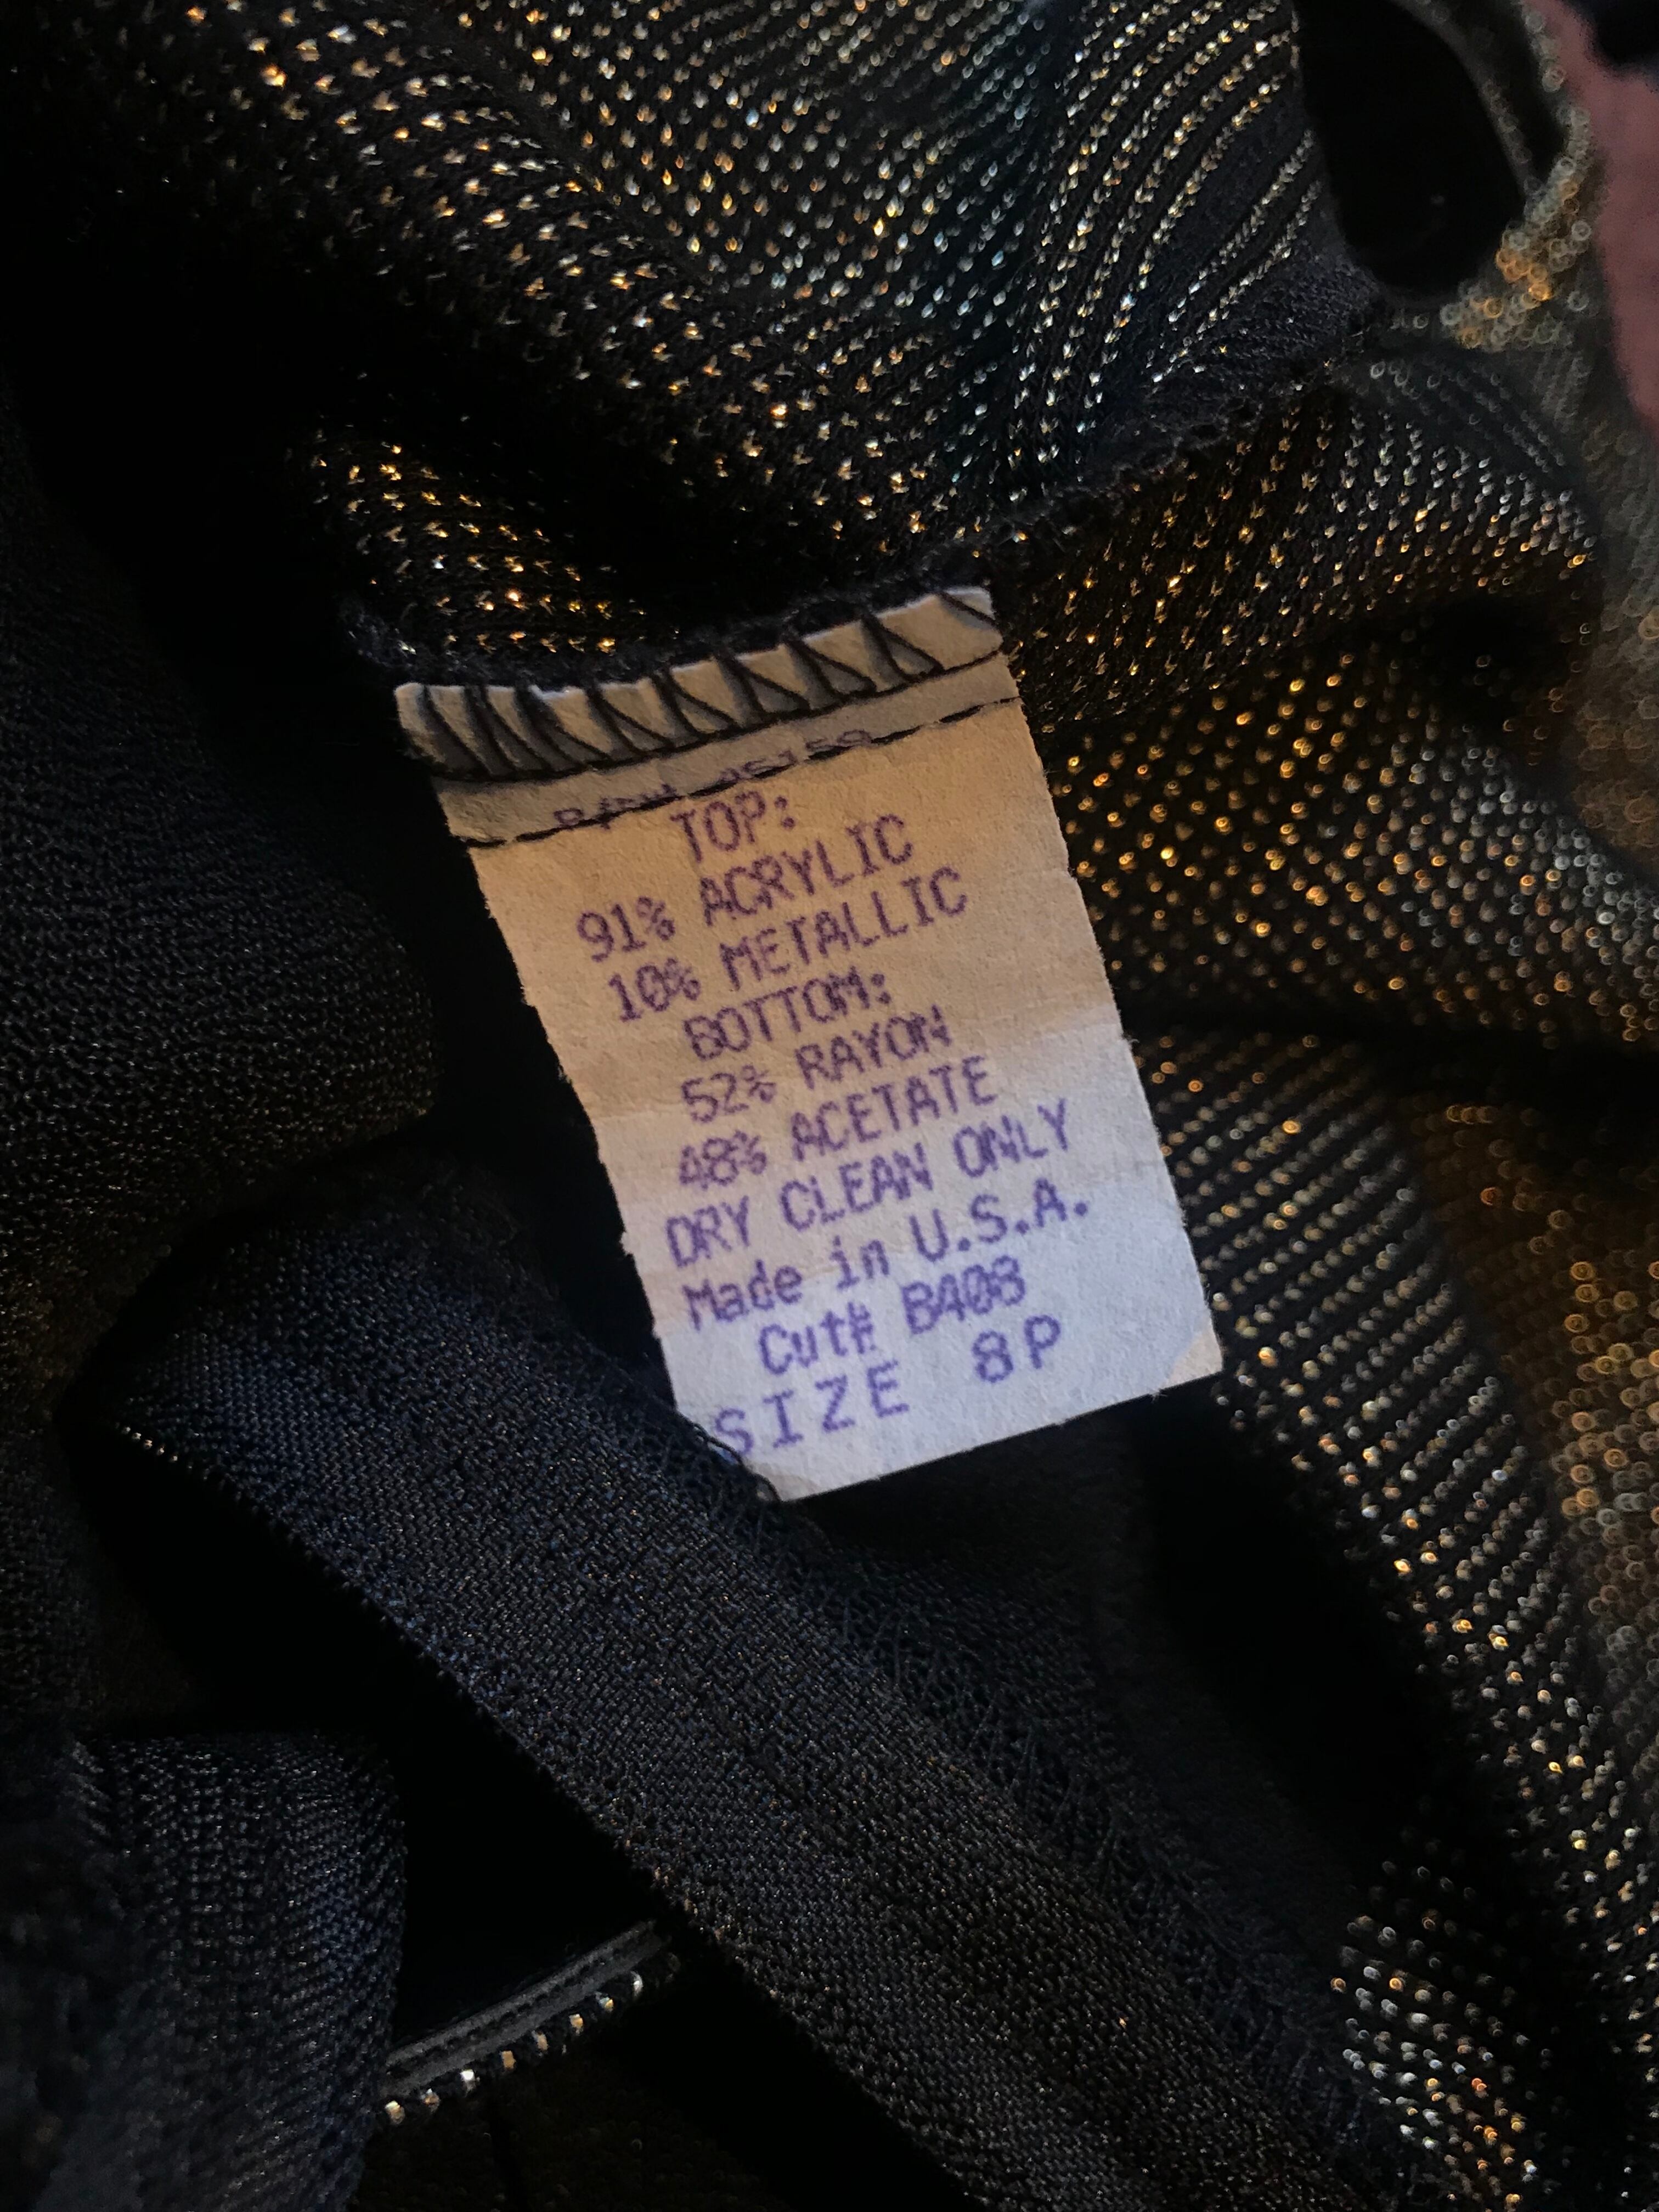 TOP:
91% ACRYLIC
10% METALLIC
BOTTOM:
52% RAYON
48% ACETATE
DRY CLEAN ONLY
Made in U.S.A.
Cut# B408
SIZE 8P